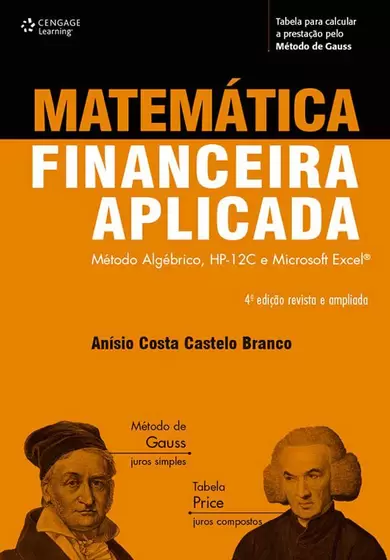 CENGAGE
Learning™
Tabela para calcular
a prestação pelo
Método de Gauss
MATEMÁTICA
FINANCEIRA
APLICADA
Método Algébrico, HP-12C e Microsoft Excel®
4ª edição revista e ampliada
Anísio Costa Castelo Branco
Método de
Gauss
juros simples
Tabela
Price
juros compostos